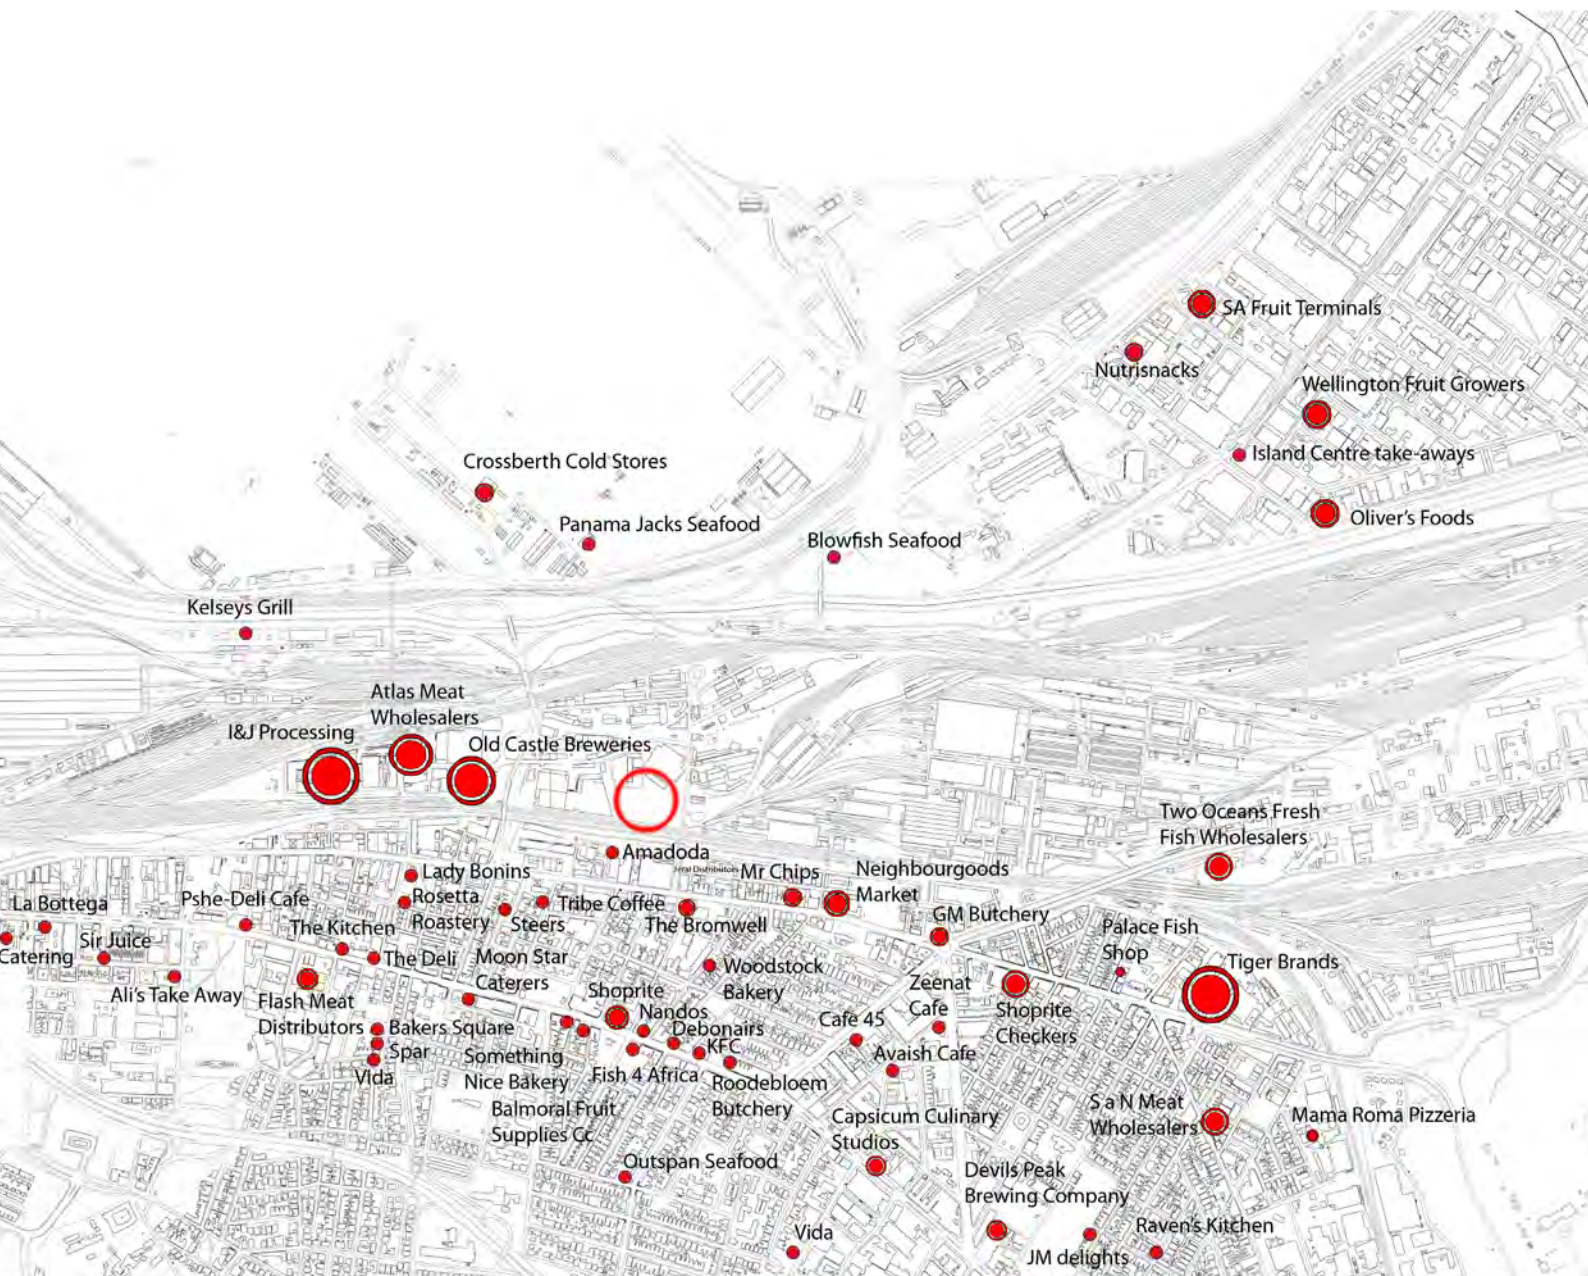 SA Fruit Terminals
Nutrisnacks
Wellington Fruit Growers
Island Centre take-aways
Crossberth Cold Stores
Oliver's Foods
Panama Jacks Seafood
Blowfish Seafood
Kelseys Grill
Atlas Meat
Wholesalers
I&J Processing
Old Castle Breweries
Two Oceans Fresh
Fish Wholesalers
Amadoda
Mr Chips
Neighbourgoods
Market
Lady Bonins
Rosetta
Roastery
Tribe Coffee
Steers
The Bromwell
GM Butchery
La Bottega
Pshe-Deli Cafe
The Kitchen
Palace Fish
Shop
Catering
Sir Juice
The Deli
Moon Star
Caterers
Woodstock
Bakery
Tiger Brands
Ali's Take Away
Flash Meat
Distributors
Shoprite
Nandos
Zeenat
Cafe
Shoprite
Checkers
Bakers Square
Debonairs
Cafe 45
Spar
Something
Nice Bakery
KFC
Avaish Cafe
Vida
Fish 4 Africa
Roodebloem
Butchery
Balmoral Fruit
Supplies Cc
Capsicum Culinary
Studios
S a N Meat
Wholesalers
Mama Roma Pizzeria
Outspan Seafood
Devils Peak
Brewing Company
Vida
Raven's Kitchen
JM delights